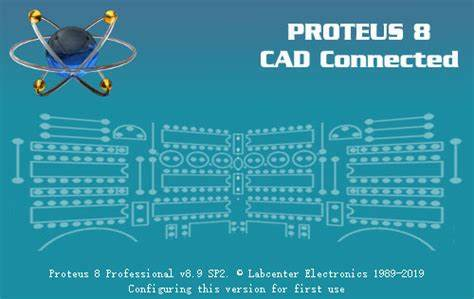 PROTEUS 8
CAD Connected
Proteus 8 Professional v8.9 SP2. © Labcenter Electronics 1989-2019
Configuring this version for first use